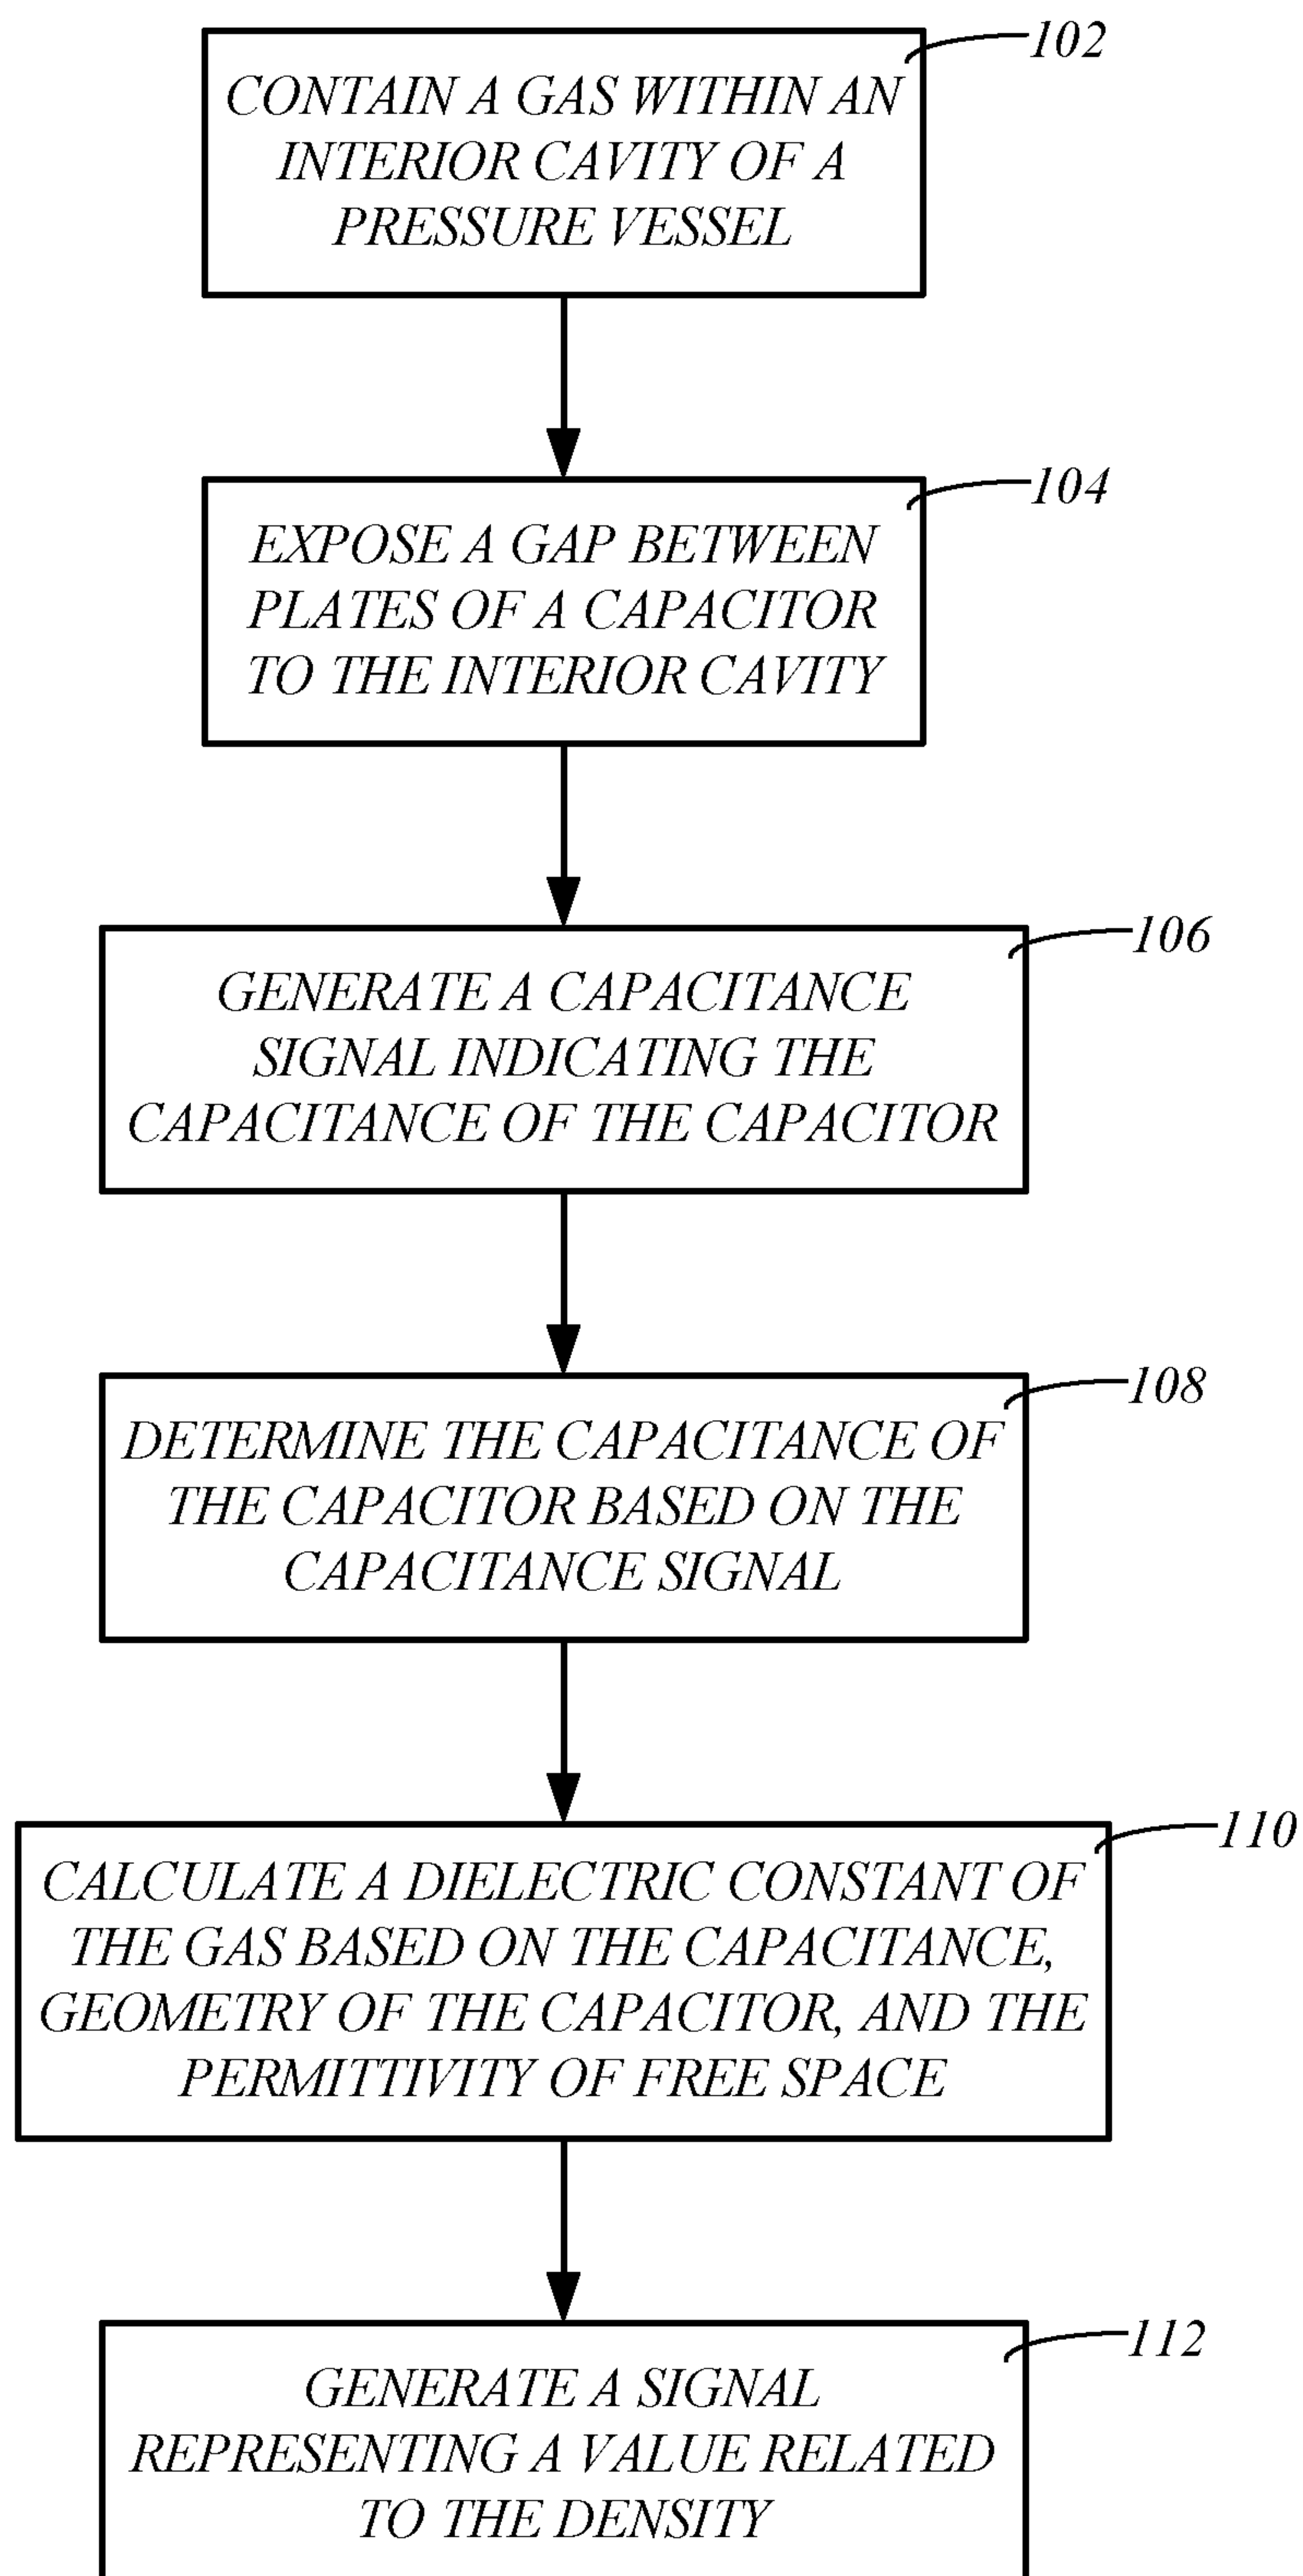 102
CONTAIN A GAS WITHIN AN
INTERIOR CAVITY OF A
PRESSURE VESSEL
104
EXPOSE A GAP BETWEEN
PLATES OF A CAPACITOR
TO THE INTERIOR CAVITY
106
GENERATE A CAPACITANCE
SIGNAL INDICATING THE
CAPACITANCE OF THE CAPACITOR
108
DETERMINE THE CAPACITANCE OF
THE CAPACITOR BASED ON THE
CAPACITANCE SIGNAL
110
CALCULATE A DIELECTRIC CONSTANT OF
THE GAS BASED ON THE CAPACITANCE,
GEOMETRY OF THE CAPACITOR, AND THE
PERMITTIVITY OF FREE SPACE
112
GENERATE A SIGNAL
REPRESENTING A VALUE RELATED
TO THE DENSITY